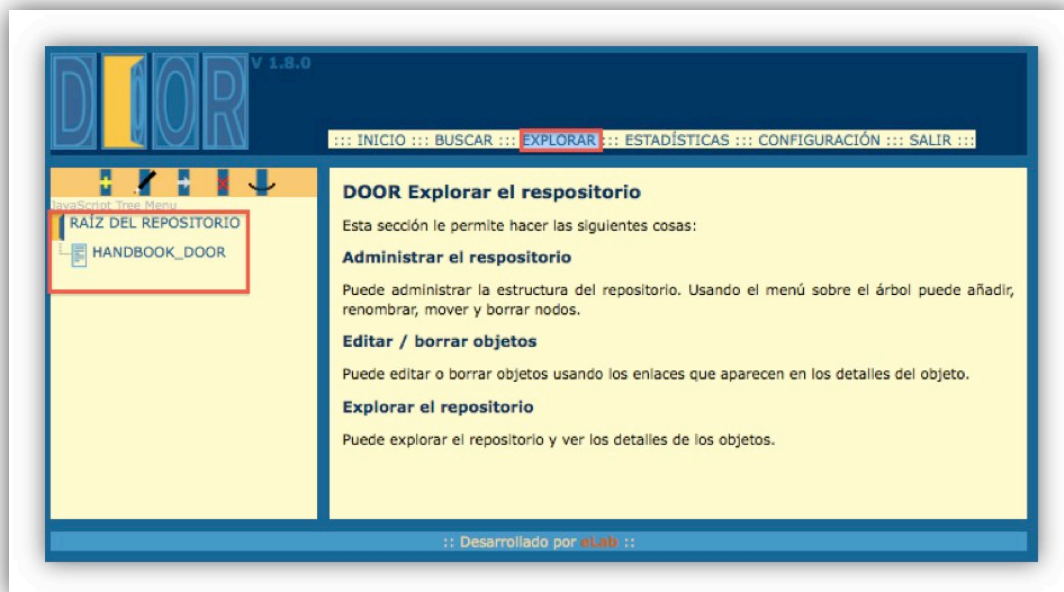 DOOR V 1.8.0
::: INICIO ::: BUSCAR ::: EXPLORAR ::: ESTADÍSTICAS ::: CONFIGURACIÓN ::: SALIR :::
JavaScript Tree Menu
RAÍZ DEL REPOSITORIO
HANDBOOK_DOOR
DOOR Explorar el respositorio
Esta sección le permite hacer las siguientes cosas:
Administrar el respositorio
Puede administrar la estructura del repositorio. Usando el menú sobre el árbol puede añadir,
renombrar, mover y borrar nodos.
Editar / borrar objetos
Puede editar o borrar objetos usando los enlaces que aparecen en los detalles del objeto.
Explorar el repositorio
Puede explorar el repositorio y ver los detalles de los objetos.
:: Desarrollado por eLab ::